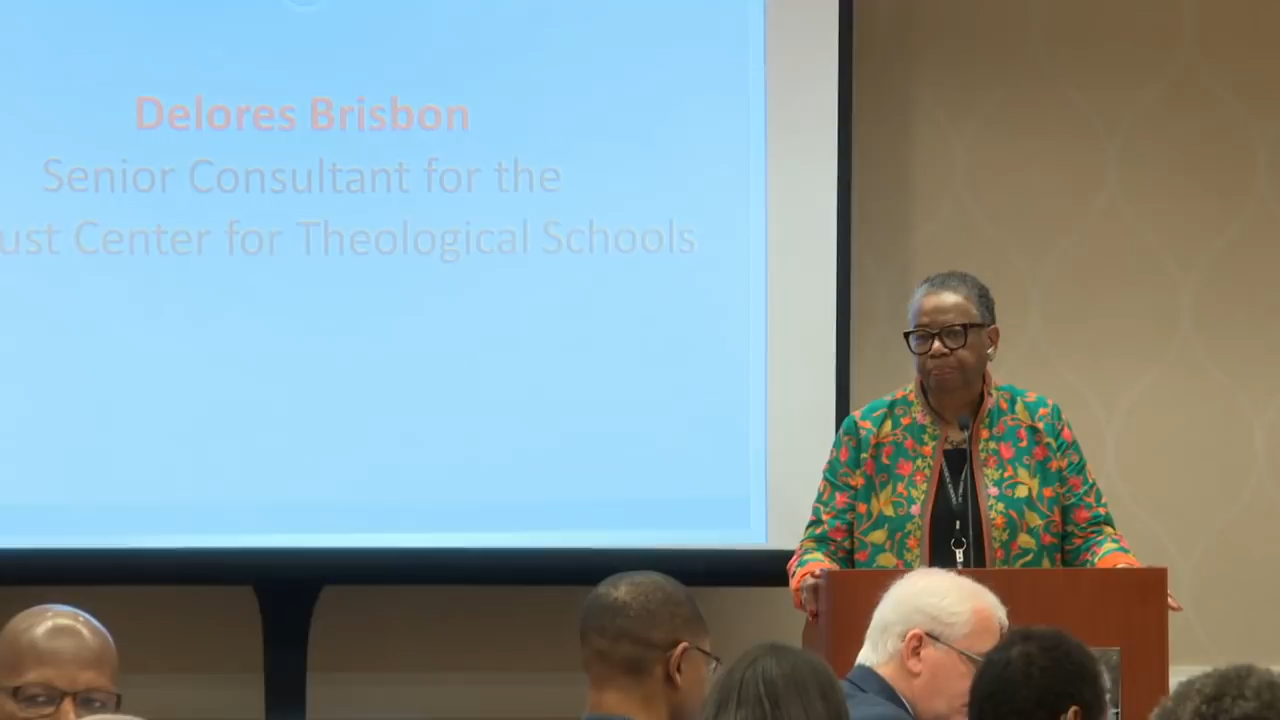 Delores Brisbon
Senior Consultant for the
ust Center for Theological Schools